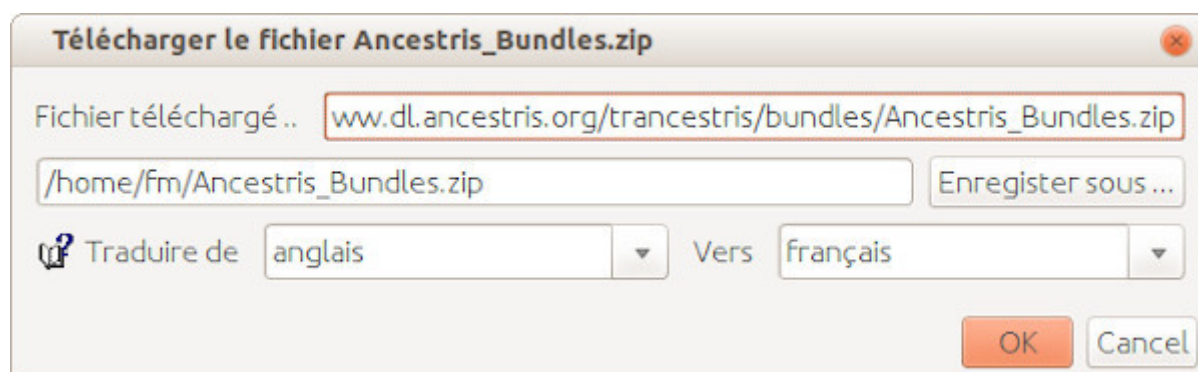 Télécharger le fichier Ancestris_Bundles.zip
Fichier téléchargé .. ww.dl.ancestris.org/trancestris/bundles/Ancestris_Bundles.zip
/home/fm/Ancestris_Bundles.zip Enregister sous ...
Traduire de anglais Vers français
OK Cancel